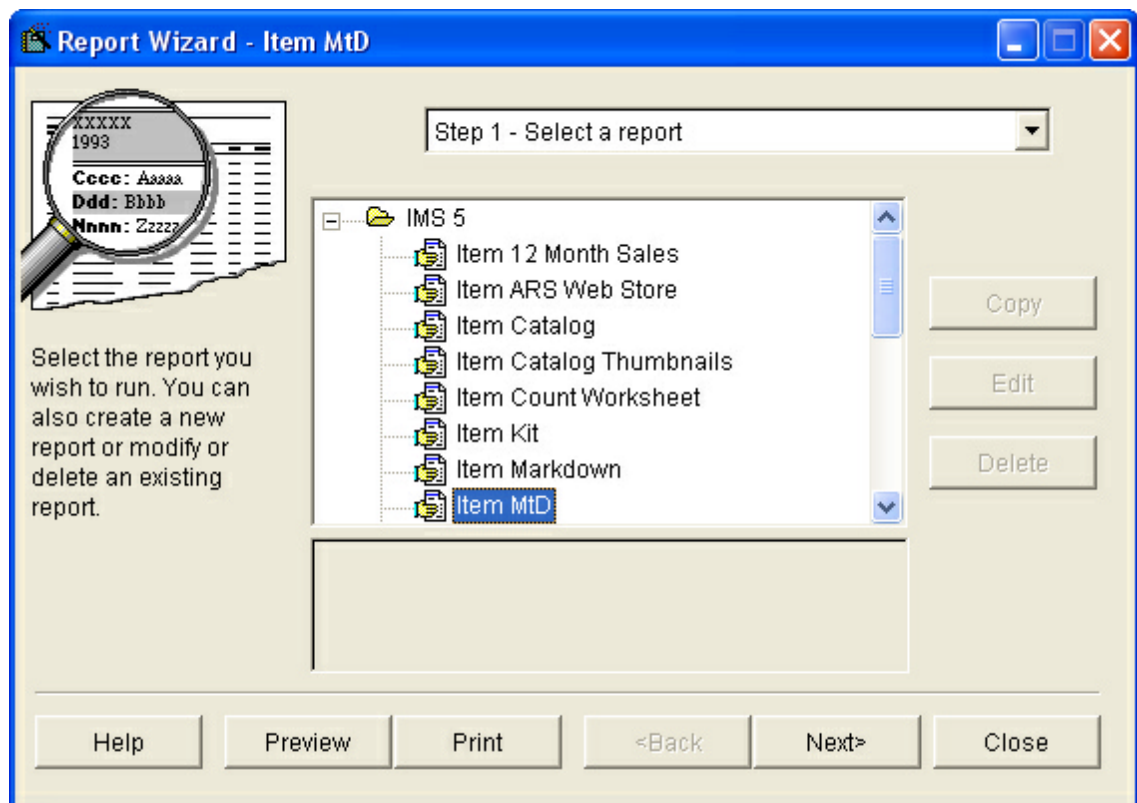 Report Wizard - Item MtD
XXXXX
1993
Cccc: Aaaaa
Ddd: Bbbb
Nnnn: Zzzzz
Step 1 - Select a report
IMS 5
Item 12 Month Sales
Item ARS Web Store
Item Catalog
Item Catalog Thumbnails
Item Count Worksheet
Item Kit
Item Markdown
Item MtD
Copy
Edit
Delete
Select the report you
wish to run. You can
also create a new
report or modify or
delete an existing
report.
Help
Preview
Print
<Back
Next>
Close